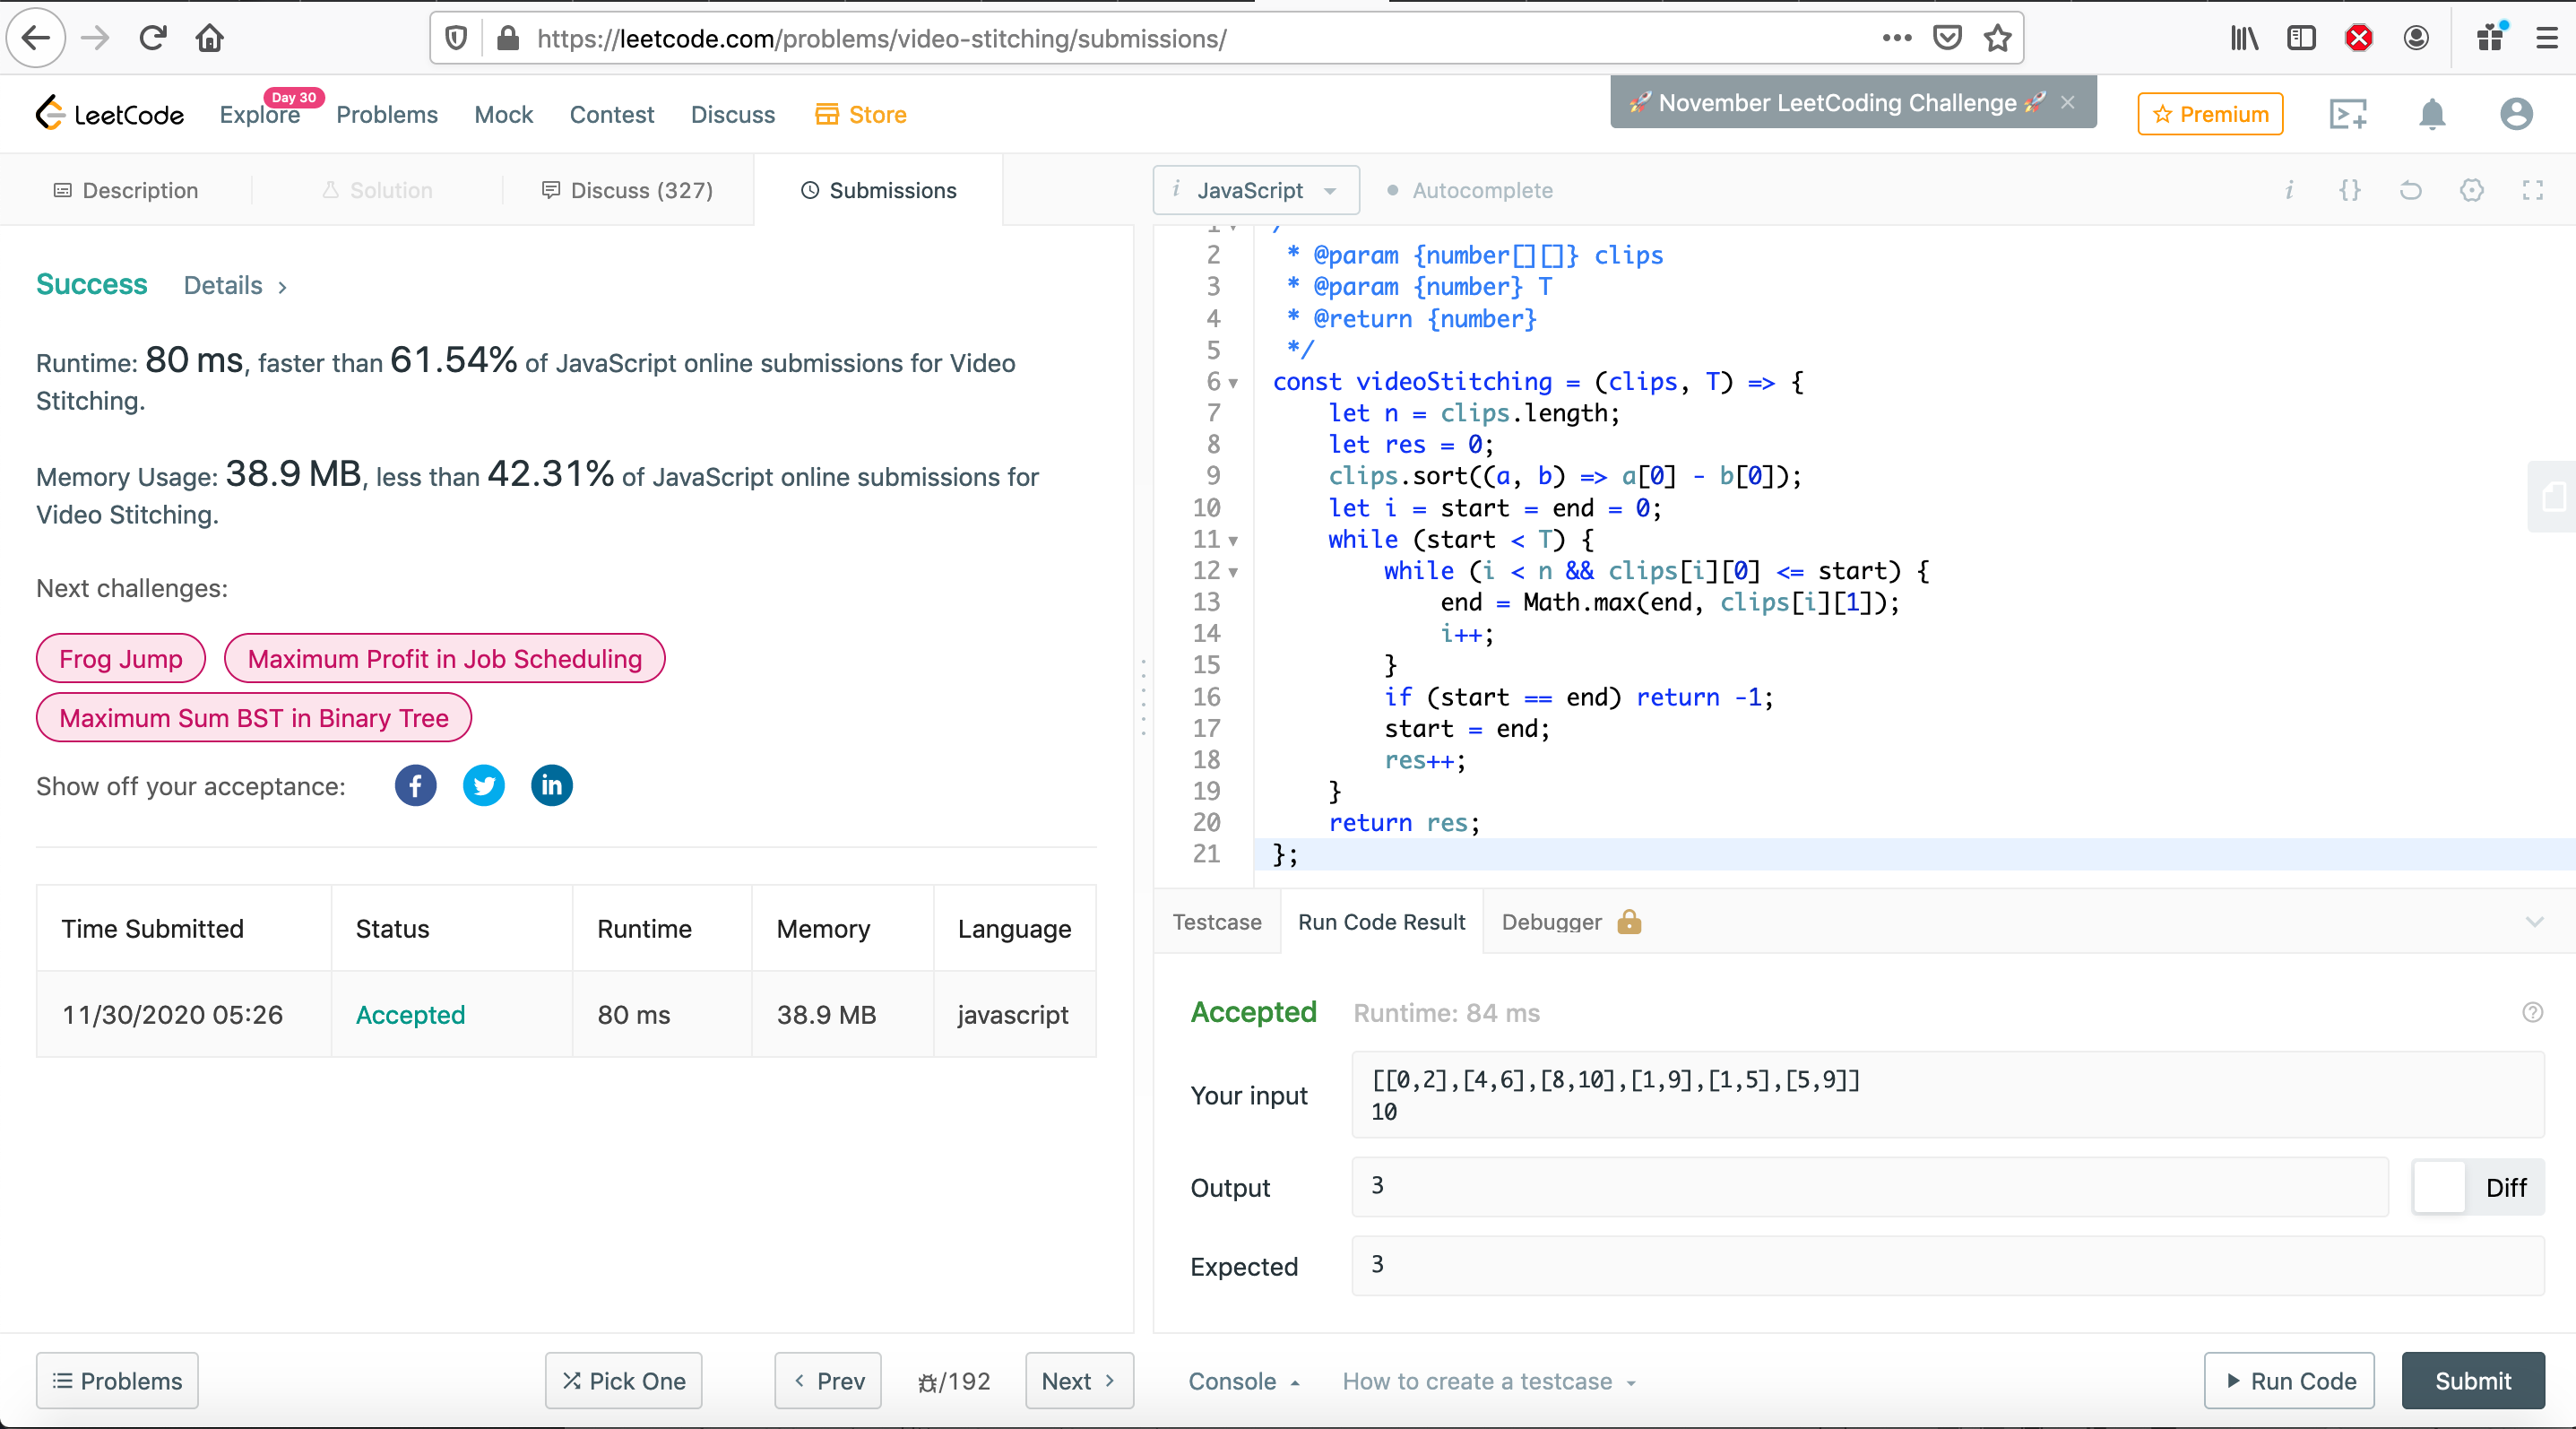 https://leetcode.com/problems/video-stitching/submissions/
LeetCode
Explore
Day 30
Problems
Mock
Contest
Discuss
Store
🚀 November LeetCoding Challenge 🚀 ×
Premium
Description
Solution
Discuss (327)
Submissions
i JavaScript
Autocomplete
Success
Details >
Runtime: 80 ms, faster than 61.54% of JavaScript online submissions for Video
Stitching.
Memory Usage: 38.9 MB, less than 42.31% of JavaScript online submissions for
Video Stitching.
Next challenges:
Frog Jump
Maximum Profit in Job Scheduling
Maximum Sum BST in Binary Tree
Show off your acceptance:
Time Submitted Status Runtime Memory Language
11/30/2020 05:26 Accepted 80 ms 38.9 MB javascript
2 * @param {number[][]} clips
3 * @param {number} T
4 * @return {number}
5 */
6 const videoStitching = (clips, T) => {
7 let n = clips.length;
8 let res = 0;
9 clips.sort((a, b) => a[0] - b[0]);
10 let i = start = end = 0;
11 while (start < T) {
12 while (i < n && clips[i][0] <= start) {
13 end = Math.max(end, clips[i][1]);
14 i++;
15 }
16 if (start == end) return -1;
17 start = end;
18 res++;
19 }
20 return res;
21 };
Testcase
Run Code Result
Debugger
Accepted
Runtime: 84 ms
Your input
[[0,2],[4,6],[8,10],[1,9],[1,5],[5,9]]
10
Output
3
Diff
Expected
3
Problems
Pick One
< Prev
/192
Next >
Console
How to create a testcase
Run Code
Submit